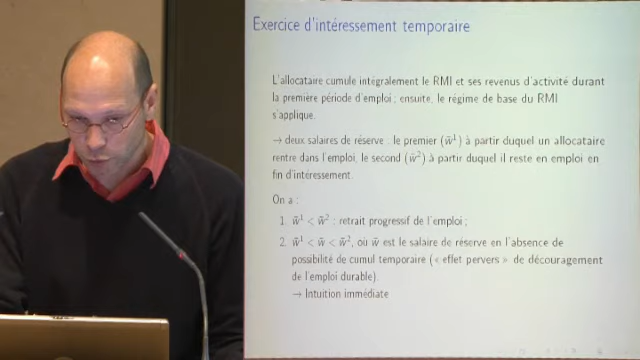 Exercice d'intéressement temporaire
L'allocataire cumule intégralement le RMI et ses revenus d'activité durant
la première période d'emploi ; ensuite, le régime de base du RMI
s'applique.
→ deux salaires de réserve : le premier (w̄¹) à partir duquel un allocataire
rentre dans l'emploi, le second (w̄²) à partir duquel il reste en emploi en
fin d'intéressement.
On a :
1. w̄¹ < w̄² : retrait progressif de l'emploi ;
2. w̄¹ < w̄ < w̄², où w̄ est le salaire de réserve en l'absence de
possibilité de cumul temporaire (« effet pervers » de découragement
de l'emploi durable).
→ Intuition immédiate